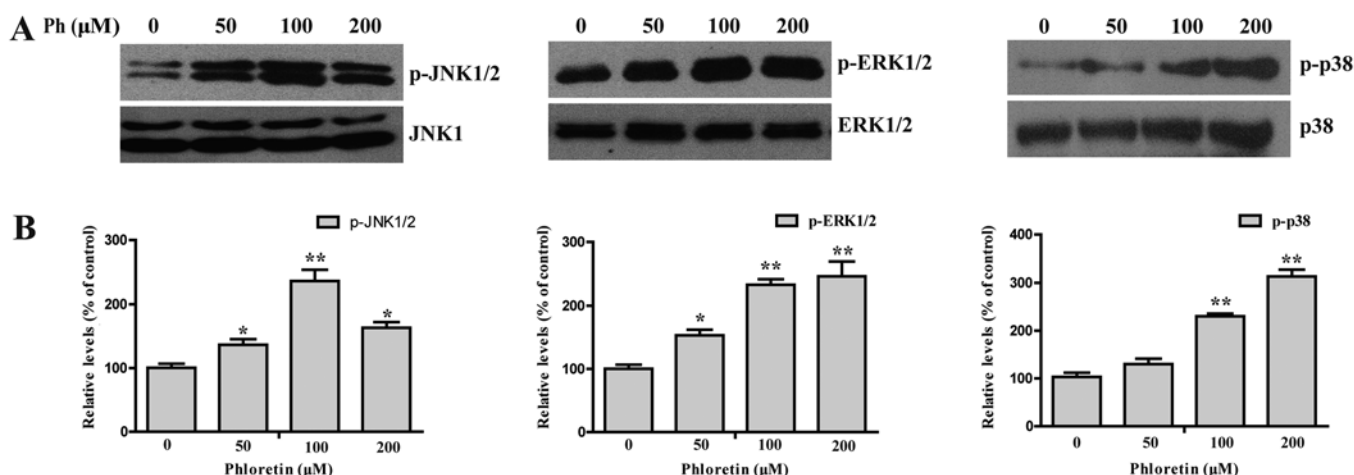 A
Ph (μM) 0 50 100 200
p-JNK1/2
JNK1
0 50 100 200
p-ERK1/2
ERK1/2
0 50 100 200
p-p38
p38
B
p-JNK1/2
Relative levels (% of control)
300
200
100
0
** 
* *
0 50 100 200
Phloretin (μM)
p-ERK1/2
Relative levels (% of control)
300
200
100
0
** **
*
0 50 100 200
Phloretin (μM)
p-p38
Relative levels (% of control)
400
300
200
100
0
**
**
0 50 100 200
Phloretin (μM)